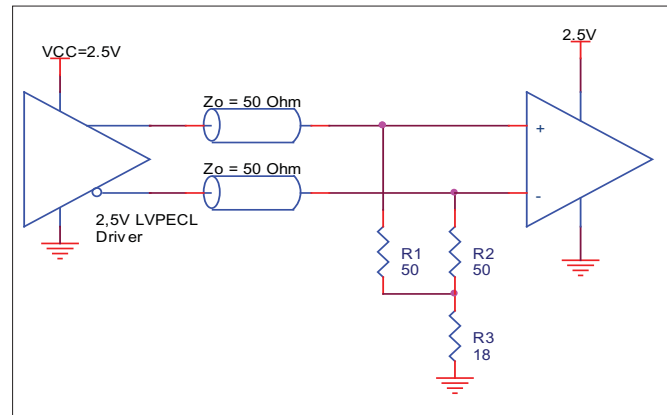 VCC=2.5V
2.5V
Zo = 50 Ohm
+
Zo = 50 Ohm
-
2,5V LVPECL
Driver
R1
50
R2
50
R3
18